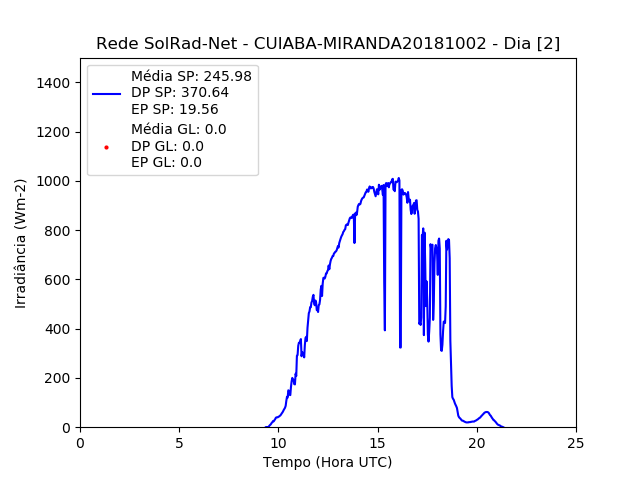 Rede SolRad-Net - CUIABA-MIRANDA20181002 - Dia [2]
Média SP: 245.98
DP SP: 370.64
EP SP: 19.56
Média GL: 0.0
DP GL: 0.0
EP GL: 0.0
1400
1200
1000
800
600
400
200
0
Irradiância (Wm-2)
0 5 10 15 20 25
Tempo (Hora UTC)